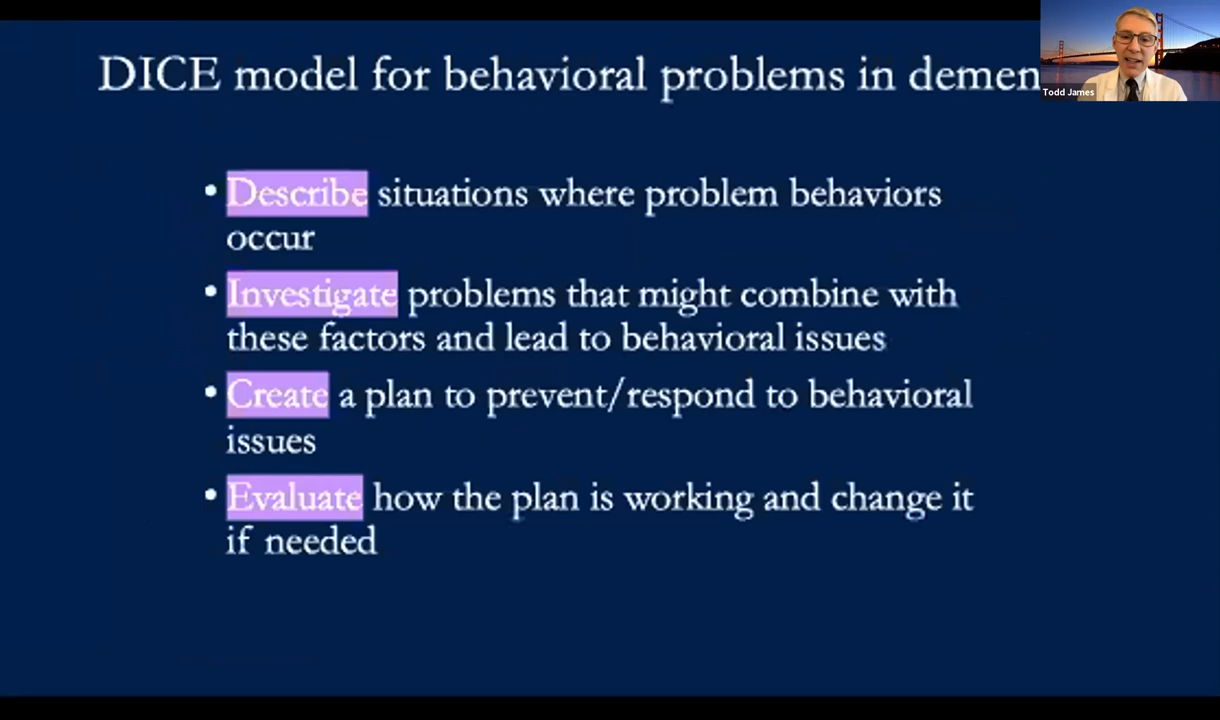 DICE model for behavioral problems in demen
Todd James
• Describe situations where problem behaviors
occur
• Investigate problems that might combine with
these factors and lead to behavioral issues
• Create a plan to prevent/respond to behavioral
issues
• Evaluate how the plan is working and change it
if needed